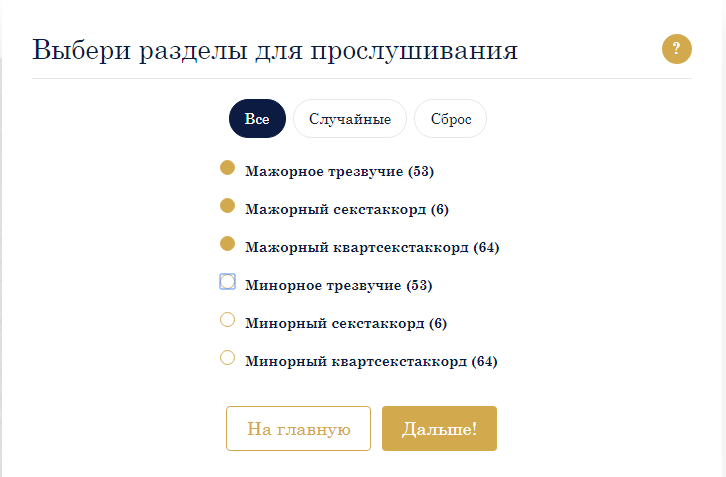 Выбери разделы для прослушивания
?
Все
Случайные
Сброс
Мажорное трезвучие (53)
Мажорный секстаккорд (6)
Мажорный квартсекстаккорд (64)
Минорное трезвучие (53)
Минорный секстаккорд (6)
Минорный квартсекстаккорд (64)
На главную
Дальше!